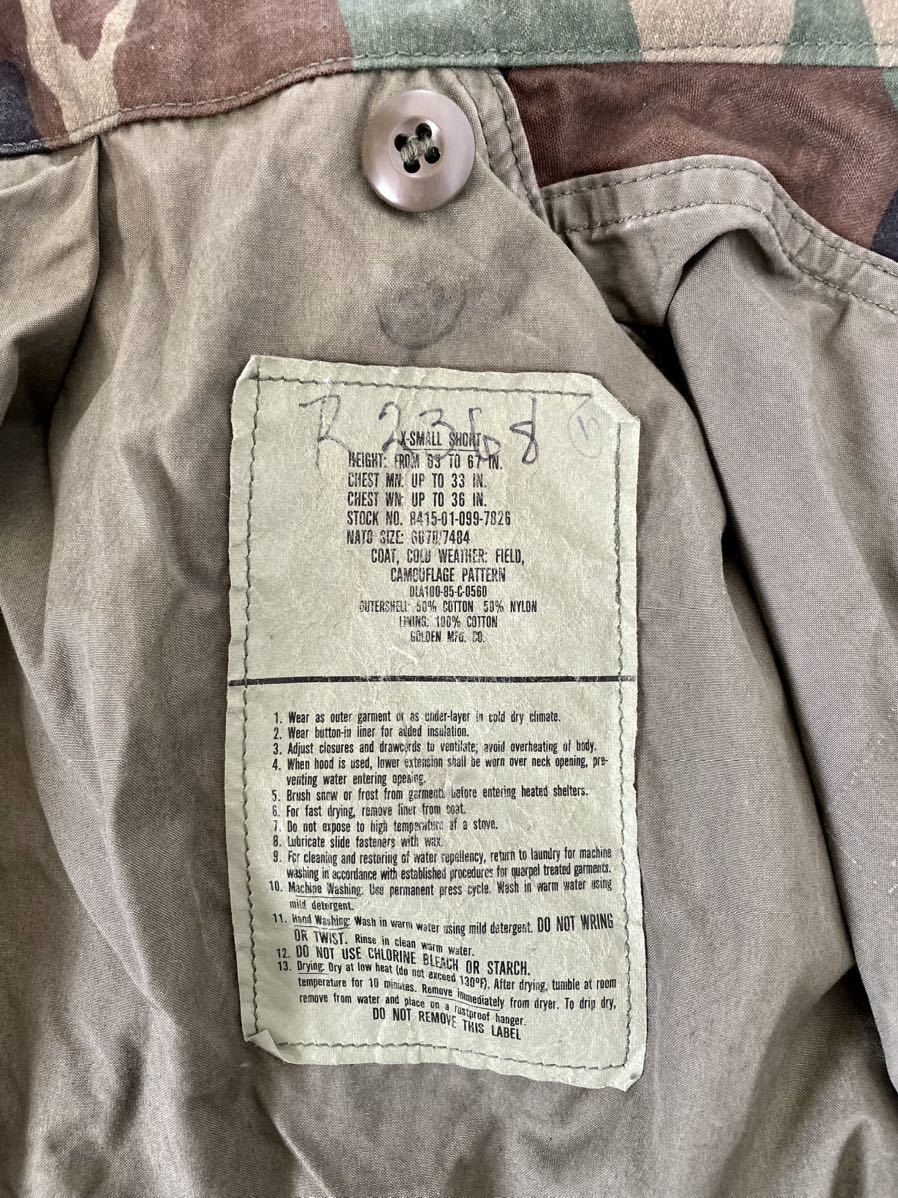 R 2368
X-SMALL SHORT
HEIGHT: FROM 63 TO 67 IN.
CHEST MN: UP TO 33 IN.
CHEST WN: UP TO 36 IN.
STOCK NO. 8415-01-099-7826
NATO SIZE: 6070/7484
COAT, COLD WEATHER: FIELD,
CAMOUFLAGE PATTERN
DLA100-85-C-0560
OUTERSHELL: 50% COTTON 50% NYLON
LINING: 100% COTTON
GOLDEN MFG. CO.
1. Wear as outer garment or as under-layer in cold dry climate.
2. Wear button-in liner for added insulation.
3. Adjust closures and drawcords to ventilate; avoid overheating of body.
4. When hood is used, lower extension shall be worn over neck opening, pre-
venting water entering opening.
5. Brush snow or frost from garments before entering heated shelters.
6. For fast drying, remove liner from coat.
7. Do not expose to high temperature of a stove.
8. Lubricate slide fasteners with wax.
9. For cleaning and restoring of water repellency, return to laundry for machine
washing in accordance with established procedures for quarpel treated garments.
10. Machine Washing: Use permanent press cycle. Wash in warm water using
mild detergent.
11. Hand Washing: Wash in warm water using mild detergent. DO NOT WRING
OR TWIST. Rinse in clean warm water.
12. DO NOT USE CHLORINE BLEACH OR STARCH.
13. Drying: Dry at low heat (do not exceed 130°F). After drying, tumble at room
temperature for 10 minutes. Remove immediately from dryer. To drip dry,
remove from water and place on a rustproof hanger.
DO NOT REMOVE THIS LABEL